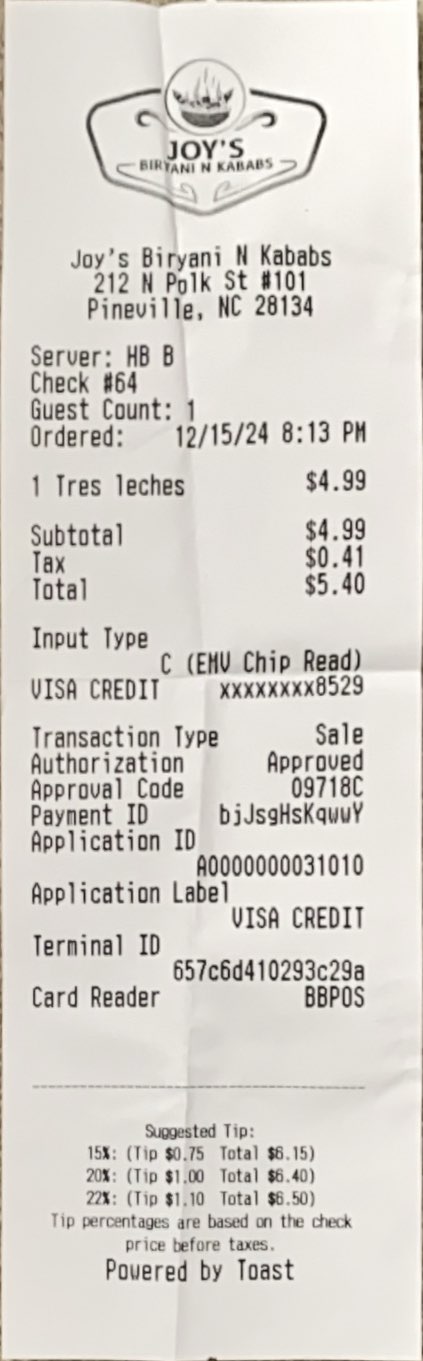 JOY'S
BIRYANI N KABABS
Joy's Biryani N Kababs
212 N Polk St #101
Pineville, NC 28134
Server: HB B
Check #64
Guest Count: 1
Ordered: 12/15/24 8:13 PM
1 Tres leches $4.99
Subtotal $4.99
Tax $0.41
Total $5.40
Input Type
C (EMV Chip Read)
VISA CREDIT xxxxxxxx8529
Transaction Type Sale
Authorization Approved
Approval Code 09718C
Payment ID bjJsgHsKqwwY
Application ID
A0000000031010
Application Label
VISA CREDIT
Terminal ID
657c6d410293c29a
Card Reader BBPOS
Suggested Tip:
15%: (Tip $0.75 Total $6.15)
20%: (Tip $1.00 Total $6.40)
22%: (Tip $1.10 Total $6.50)
Tip percentages are based on the check
price before taxes.
Powered by Toast